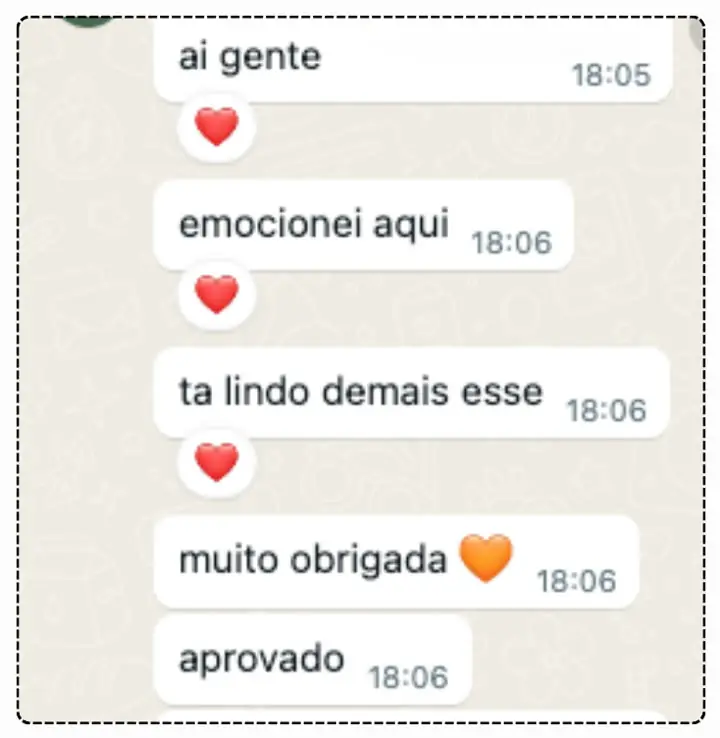 ai gente 18:05
❤️
emocionei aqui 18:06
❤️
ta lindo demais esse 18:06
❤️
muito obrigada 🧡 18:06
aprovado 18:06